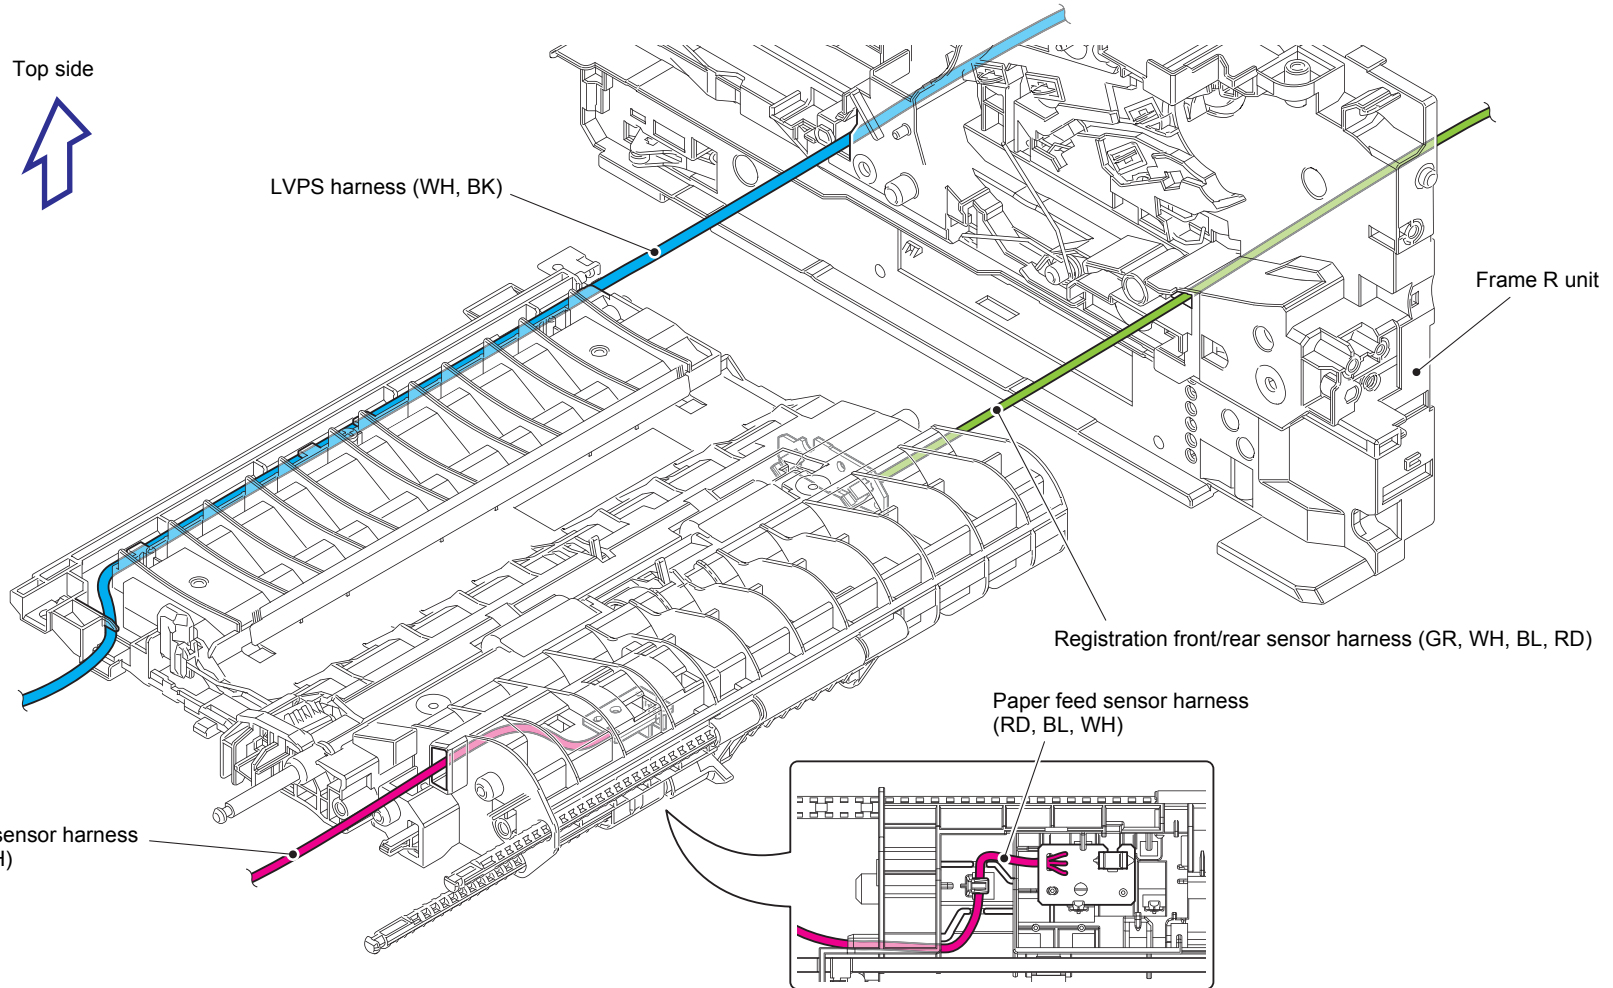 Top side
LVPS harness (WH, BK)
Frame R unit
Registration front/rear sensor harness (GR, WH, BL, RD)
Paper feed sensor harness
(RD, BL, WH)
sensor harness